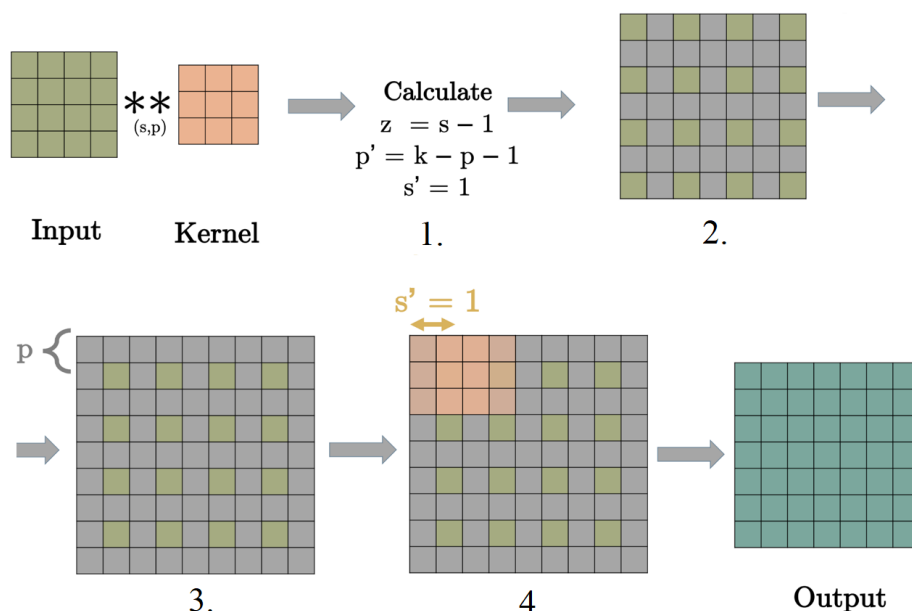 **
(s,p)
Input
Kernel
Calculate
z = s − 1
p' = k − p − 1
s' = 1
1.
2.
p
s' = 1
3.
4
Output